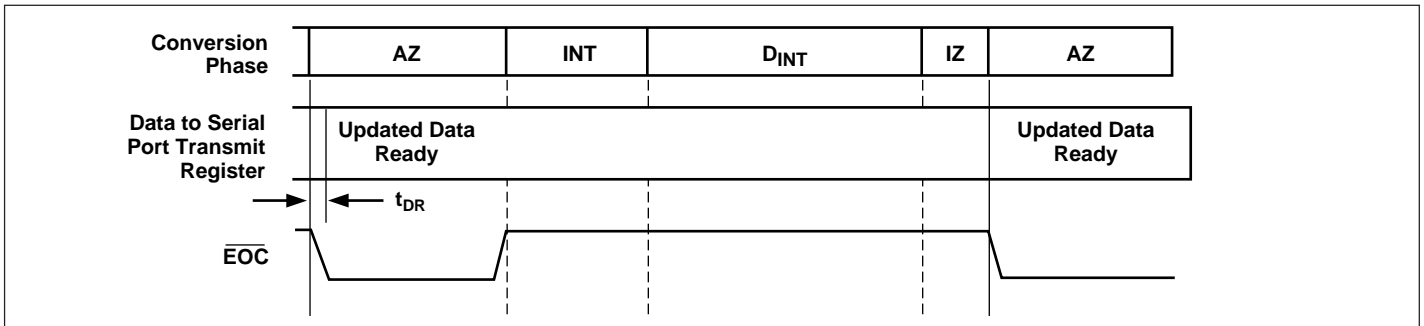 Conversion
Phase
AZ
INT
DINT
IZ
AZ
Data to Serial
Port Transmit
Register
Updated Data
Ready
Updated Data
Ready
tDR
EOC